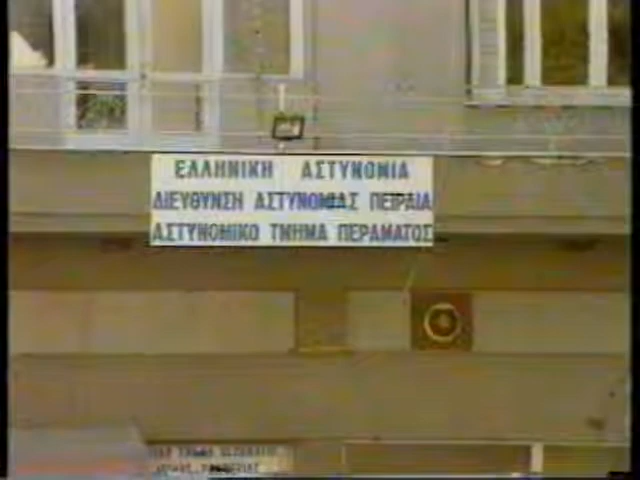 ΕΛΛΗΝΙΚΗ ΑΣΤΥΝΟΜΙΑ
ΔΙΕΥΘΥΝΣΗ ΑΣΤΥΝΟΜΙΑΣ ΠΕΙΡΑΙΑ
ΑΣΤΥΝΟΜΙΚΟ ΤΜΗΜΑ ΠΕΡΑΜΑΤΟΣ